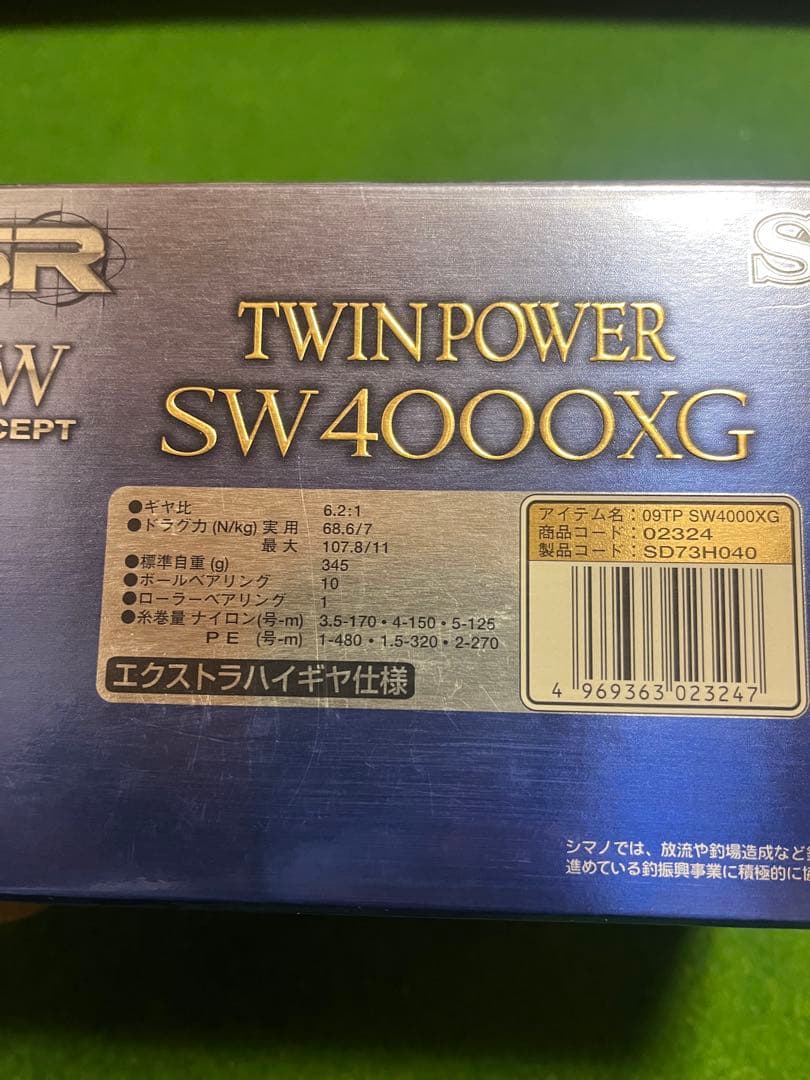 SR
TWINPOWER
SW4000XG
W
CEPT
●ギヤ比 6.2:1
●ドラグ力(N/kg) 実用 68.6/7
最大 107.8/11
●標準自重(g) 345
●ボールベアリング 10
●ローラーベアリング 1
●糸巻量 ナイロン(号-m) 3.5-170・4-150・5-125
PE (号-m) 1-480・1.5-320・2-270
エクストラハイギヤ仕様
アイテム名:09TP SW4000XG
商品コード:02324
製品コード:SD73H040
4 969363 023247
シマノでは、放流や釣場造成など
進めている釣振興事業に積極的に